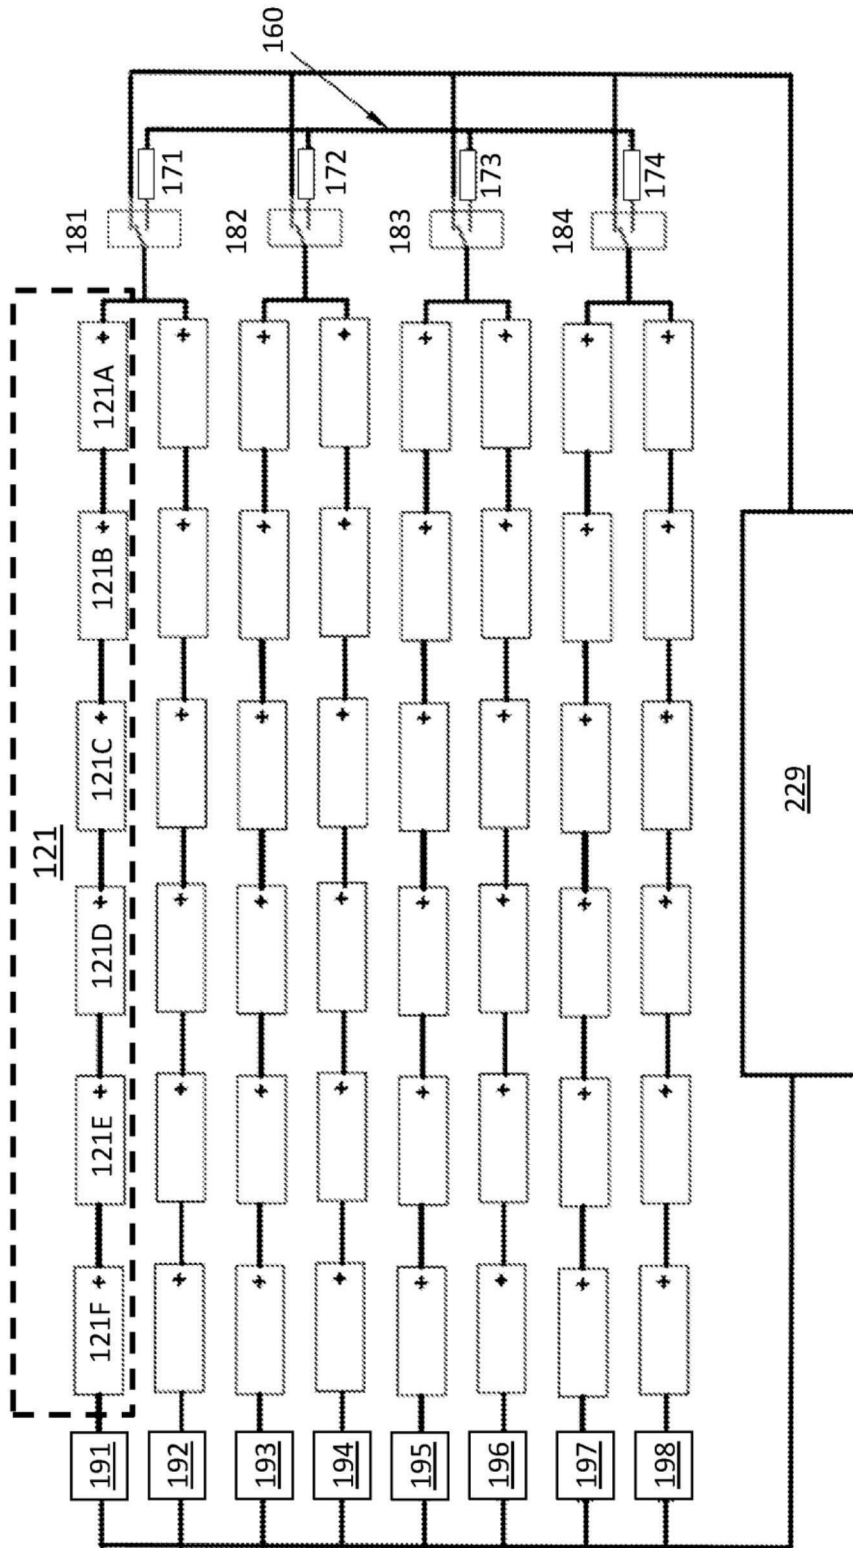 121
121F
121E
121D
121C
121B
121A
181
171
160
182
172
183
173
184
174
191
192
193
194
195
196
197
198
229
+ + + + + +
+ + + + + +
+ + + + + +
+ + + + + +
+ + + + + +
+ + + + + +
+ + + + + +
+ + + + + +